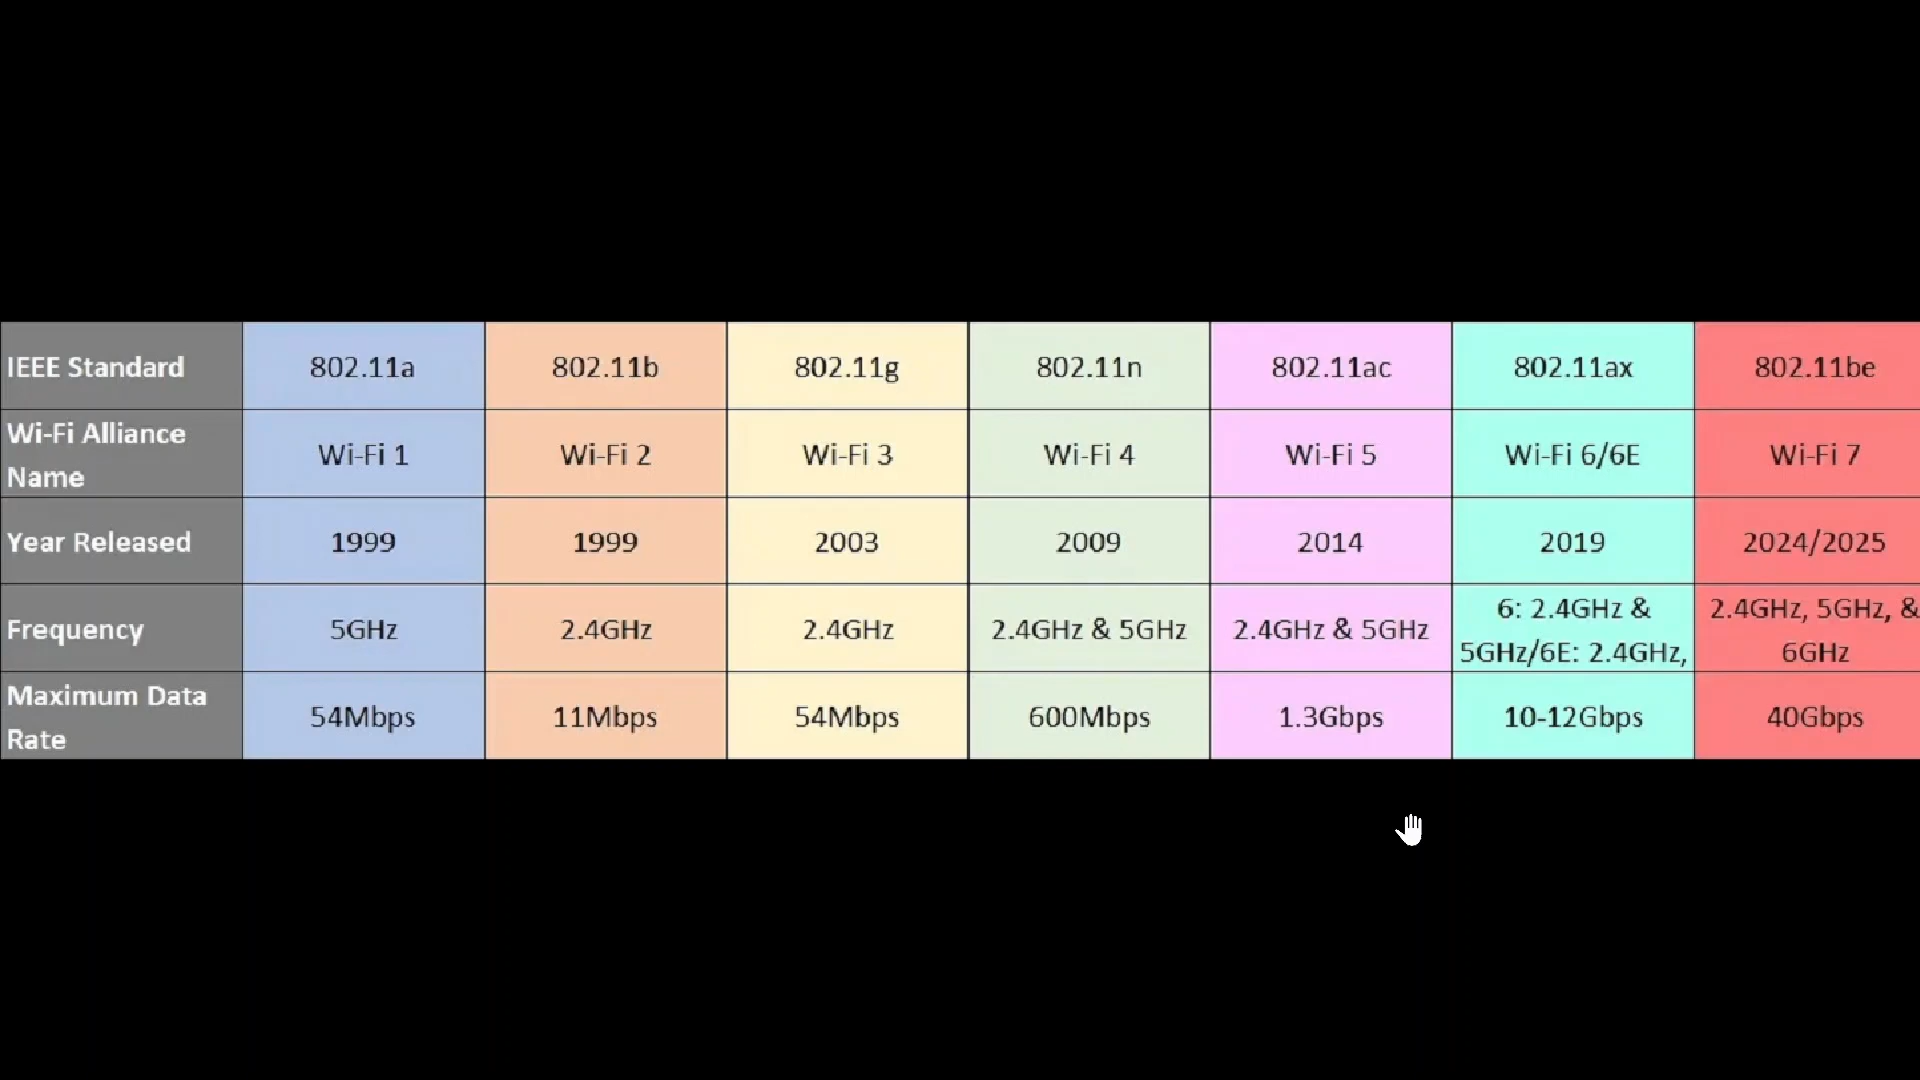 IEEE Standard 802.11a 802.11b 802.11g 802.11n 802.11ac 802.11ax 802.11be
Wi-Fi Alliance
Name Wi-Fi 1 Wi-Fi 2 Wi-Fi 3 Wi-Fi 4 Wi-Fi 5 Wi-Fi 6/6E Wi-Fi 7
Year Released 1999 1999 2003 2009 2014 2019 2024/2025
Frequency 5GHz 2.4GHz 2.4GHz 2.4GHz & 5GHz 2.4GHz & 5GHz 6: 2.4GHz & 2.4GHz, 5GHz, &
5GHz/6E: 2.4GHz, 6GHz
Maximum Data
Rate 54Mbps 11Mbps 54Mbps 600Mbps 1.3Gbps 10-12Gbps 40Gbps